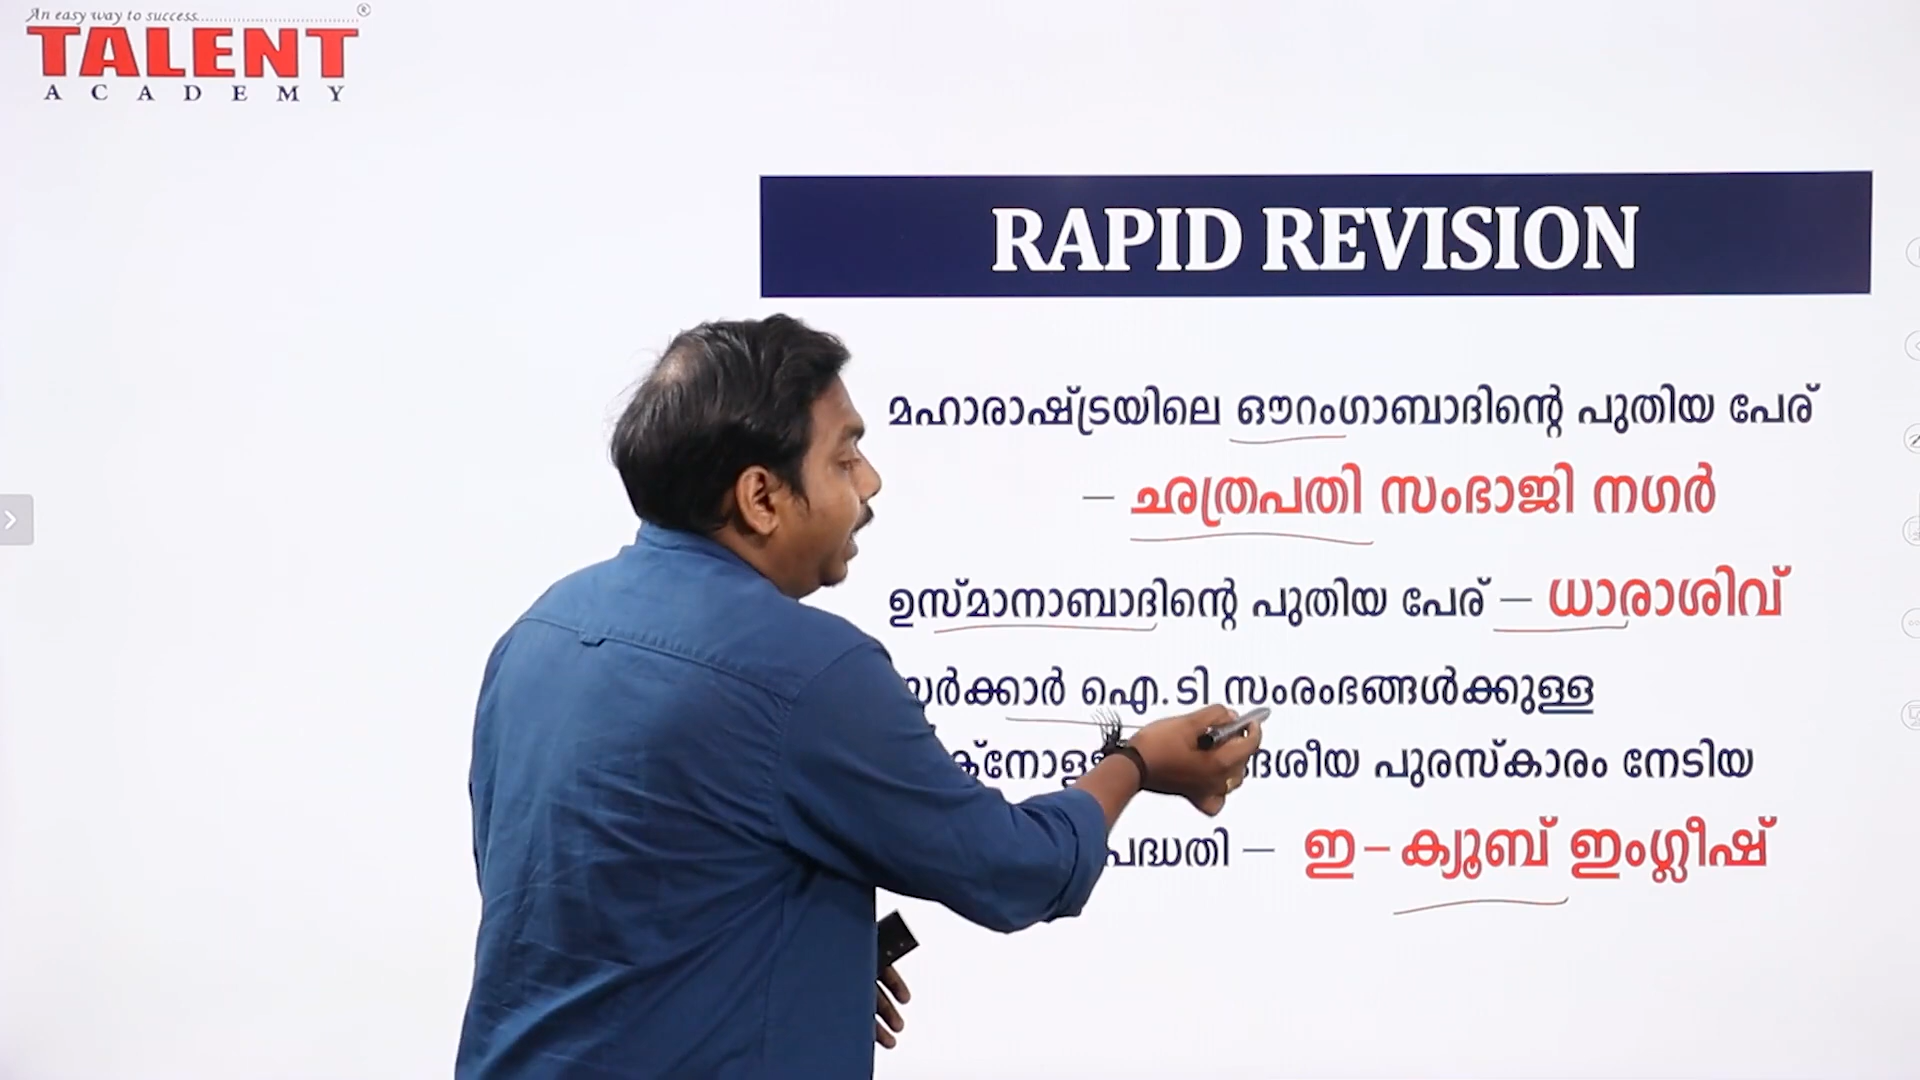 An easy way to success
TALENT
ACADEMY
RAPID REVISION
മഹാരാഷ്ട്രയിലെ ഔറംഗാബാദിന്റെ പുതിയ പേര്
– ഛത്രപതി സംഭാജി നഗർ
ഉസ്മാനാബാദിന്റെ പുതിയ പേര് – ധാരാശിവ്
ഐ.ടി സംരംഭങ്ങൾക്കുള്ള
പുരസ്കാരം നേടിയ
പദ്ധതി – ഇ-ക്യൂബ് ഇംഗ്ലീഷ്